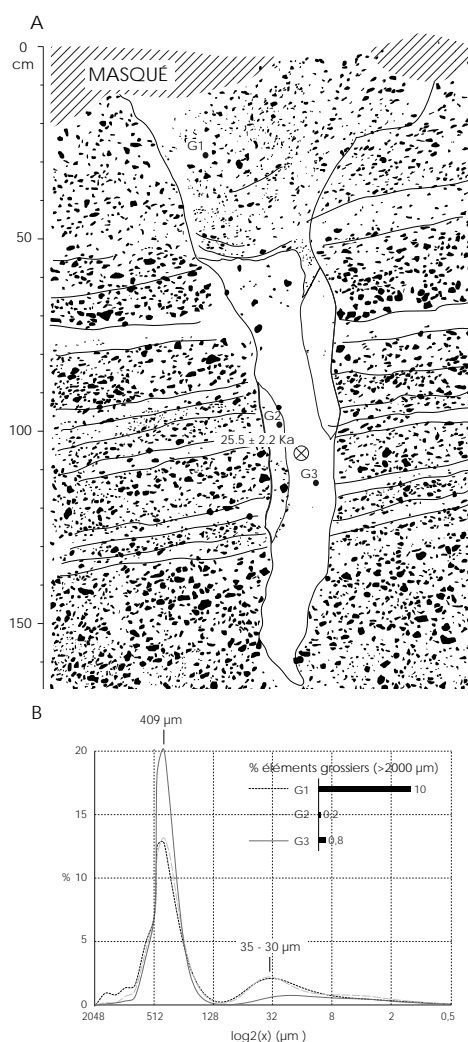 A
0
cm
MASQUÉ
G1
50
G2
100
25.5 ± 2.2 Ka
G3
150
B
409 µm
20
% éléments grossiers (>2000 µm)
G1
10
15
G2
0,2
G3
0,8
% 10
35 - 30 µm
5
0
2048 512 128 32 8 2 0,5
log2(x) (µm )